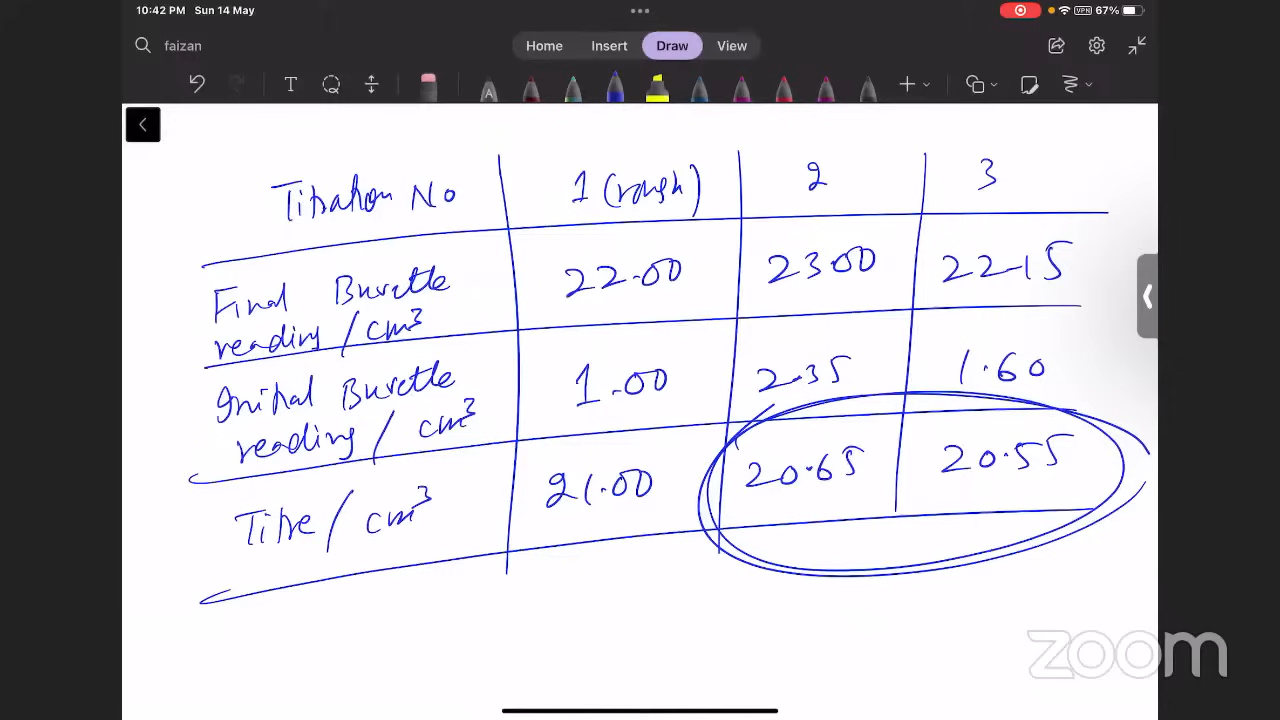 10:42 PM Sun 14 May
VPN 67%
faizan
Home Insert Draw View
T
A
Titration No 1 (rough) 2 3
Final Burette
reading / cm³ 22.00 23.00 22.15
Initial Burette
reading / cm³ 1.00 2.35 1.60
Titre / cm³ 21.00 20.65 20.55
zoom